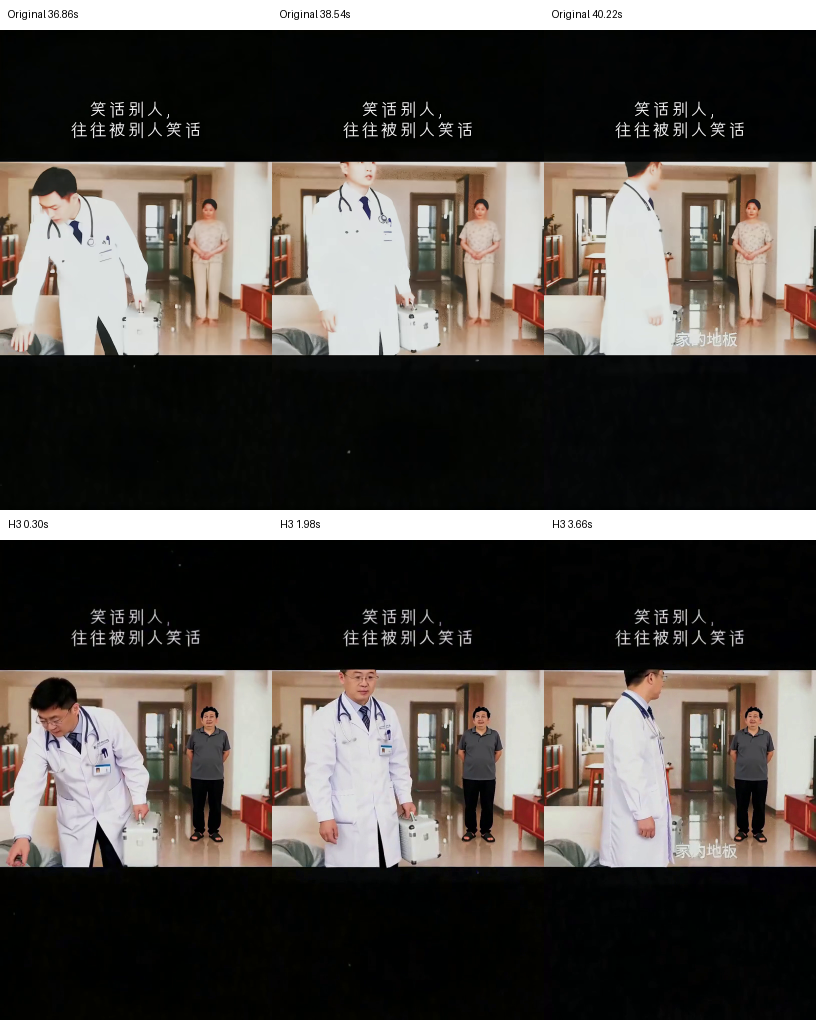 Original 36.86s
Original 38.54s
Original 40.22s
笑话别人,
往往被别人笑话
笑话别人,
往往被别人笑话
笑话别人,
往往被别人笑话
家的地板
H3 0.30s
H3 1.98s
H3 3.66s
笑话别人,
往往被别人笑话
笑话别人,
往往被别人笑话
笑话别人,
往往被别人笑话
家的地板